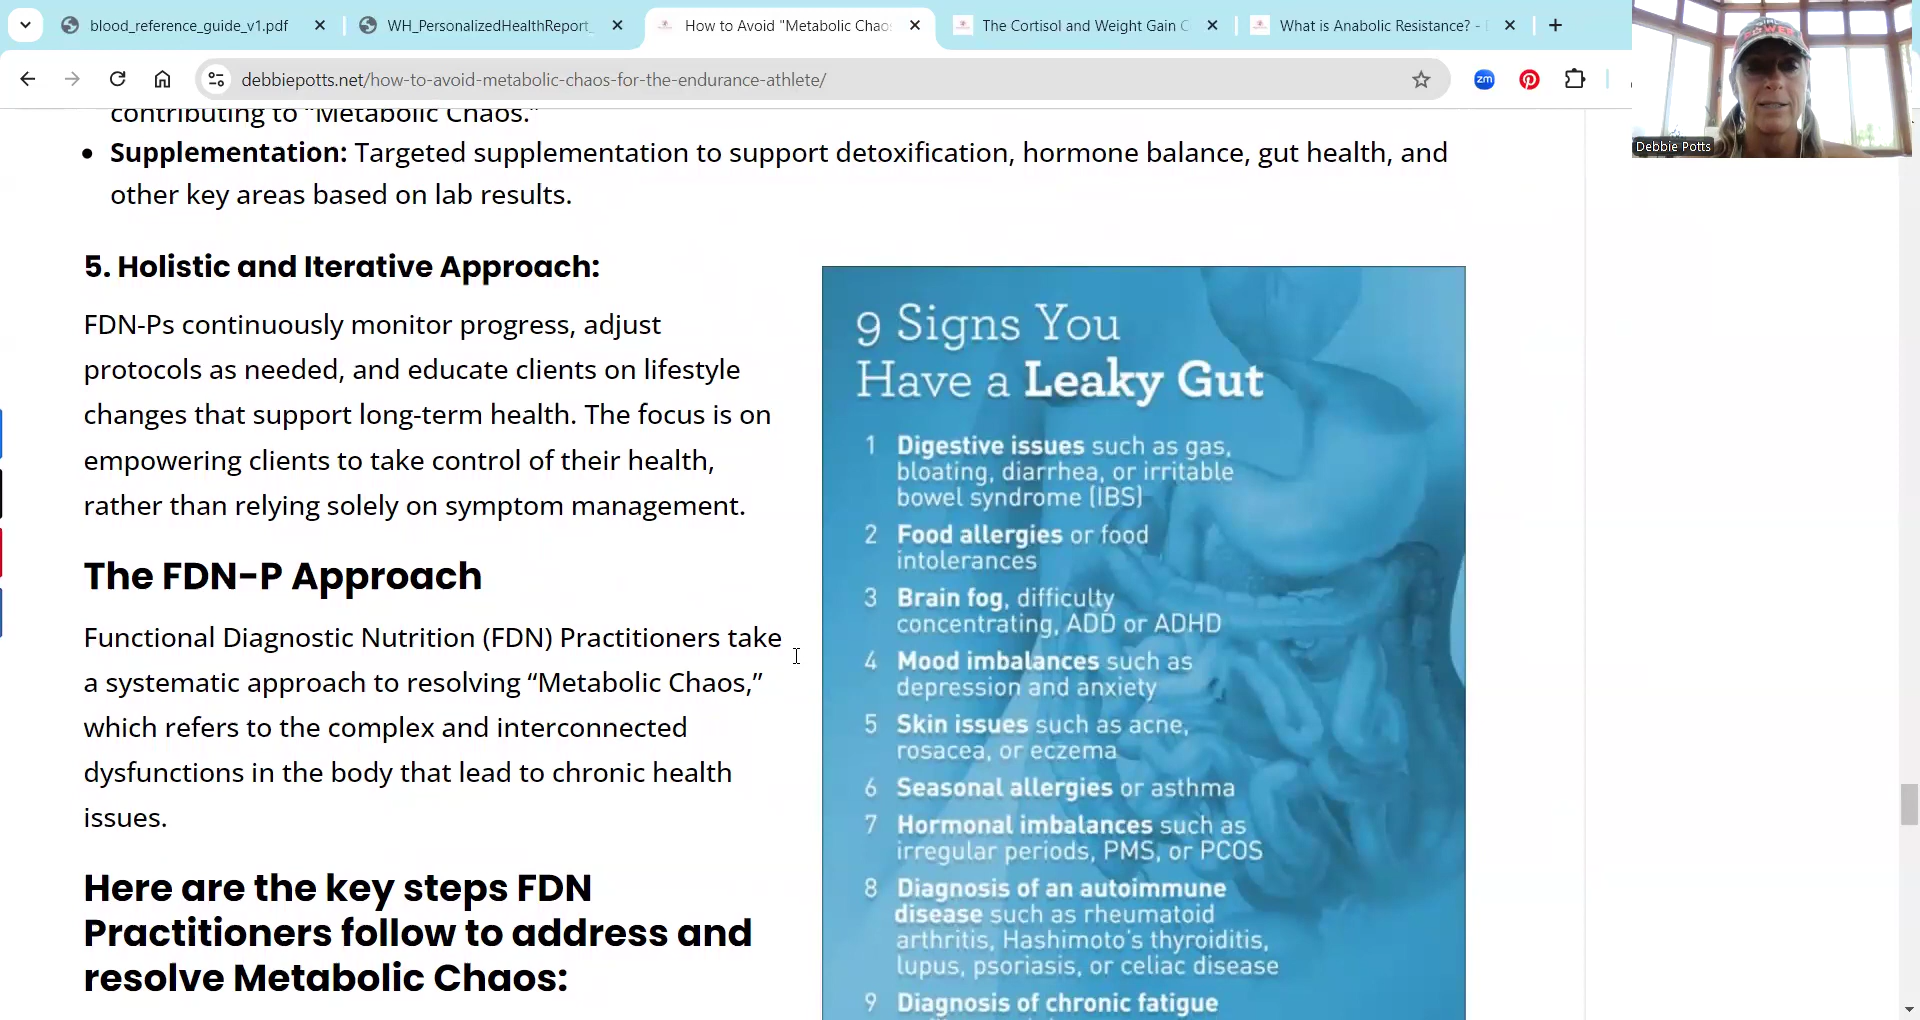 blood_reference_guide_v1.pdf
WH_PersonalizedHealthReport_
How to Avoid "Metabolic Chao
The Cortisol and Weight Gain C
What is Anabolic Resistance? -
debbiepotts.net/how-to-avoid-metabolic-chaos-for-the-endurance-athlete/
zm
Debbie Potts
contributing to “Metabolic Chaos.”
• Supplementation: Targeted supplementation to support detoxification, hormone balance, gut health, and
other key areas based on lab results.
5. Holistic and Iterative Approach:
FDN-Ps continuously monitor progress, adjust
protocols as needed, and educate clients on lifestyle
changes that support long-term health. The focus is on
empowering clients to take control of their health,
rather than relying solely on symptom management.
The FDN-P Approach
Functional Diagnostic Nutrition (FDN) Practitioners take
a systematic approach to resolving “Metabolic Chaos,”
which refers to the complex and interconnected
dysfunctions in the body that lead to chronic health
issues.
Here are the key steps FDN
Practitioners follow to address and
resolve Metabolic Chaos:
9 Signs You
Have a Leaky Gut
1 Digestive issues such as gas,
bloating, diarrhea, or irritable
bowel syndrome (IBS)
2 Food allergies or food
intolerances
3 Brain fog, difficulty
concentrating, ADD or ADHD
4 Mood imbalances such as
depression and anxiety
5 Skin issues such as acne,
rosacea, or eczema
6 Seasonal allergies or asthma
7 Hormonal imbalances such as
irregular periods, PMS, or PCOS
8 Diagnosis of an autoimmune
disease such as rheumatoid
arthritis, Hashimoto's thyroiditis,
lupus, psoriasis, or celiac disease
9 Diagnosis of chronic fatigue